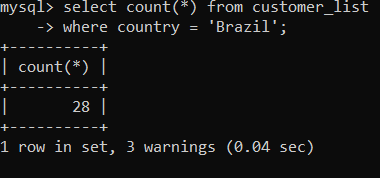 mysql> select count(*) from customer_list
    -> where country = 'Brazil';
+----------+
| count(*) |
+----------+
|       28 |
+----------+
1 row in set, 3 warnings (0.04 sec)